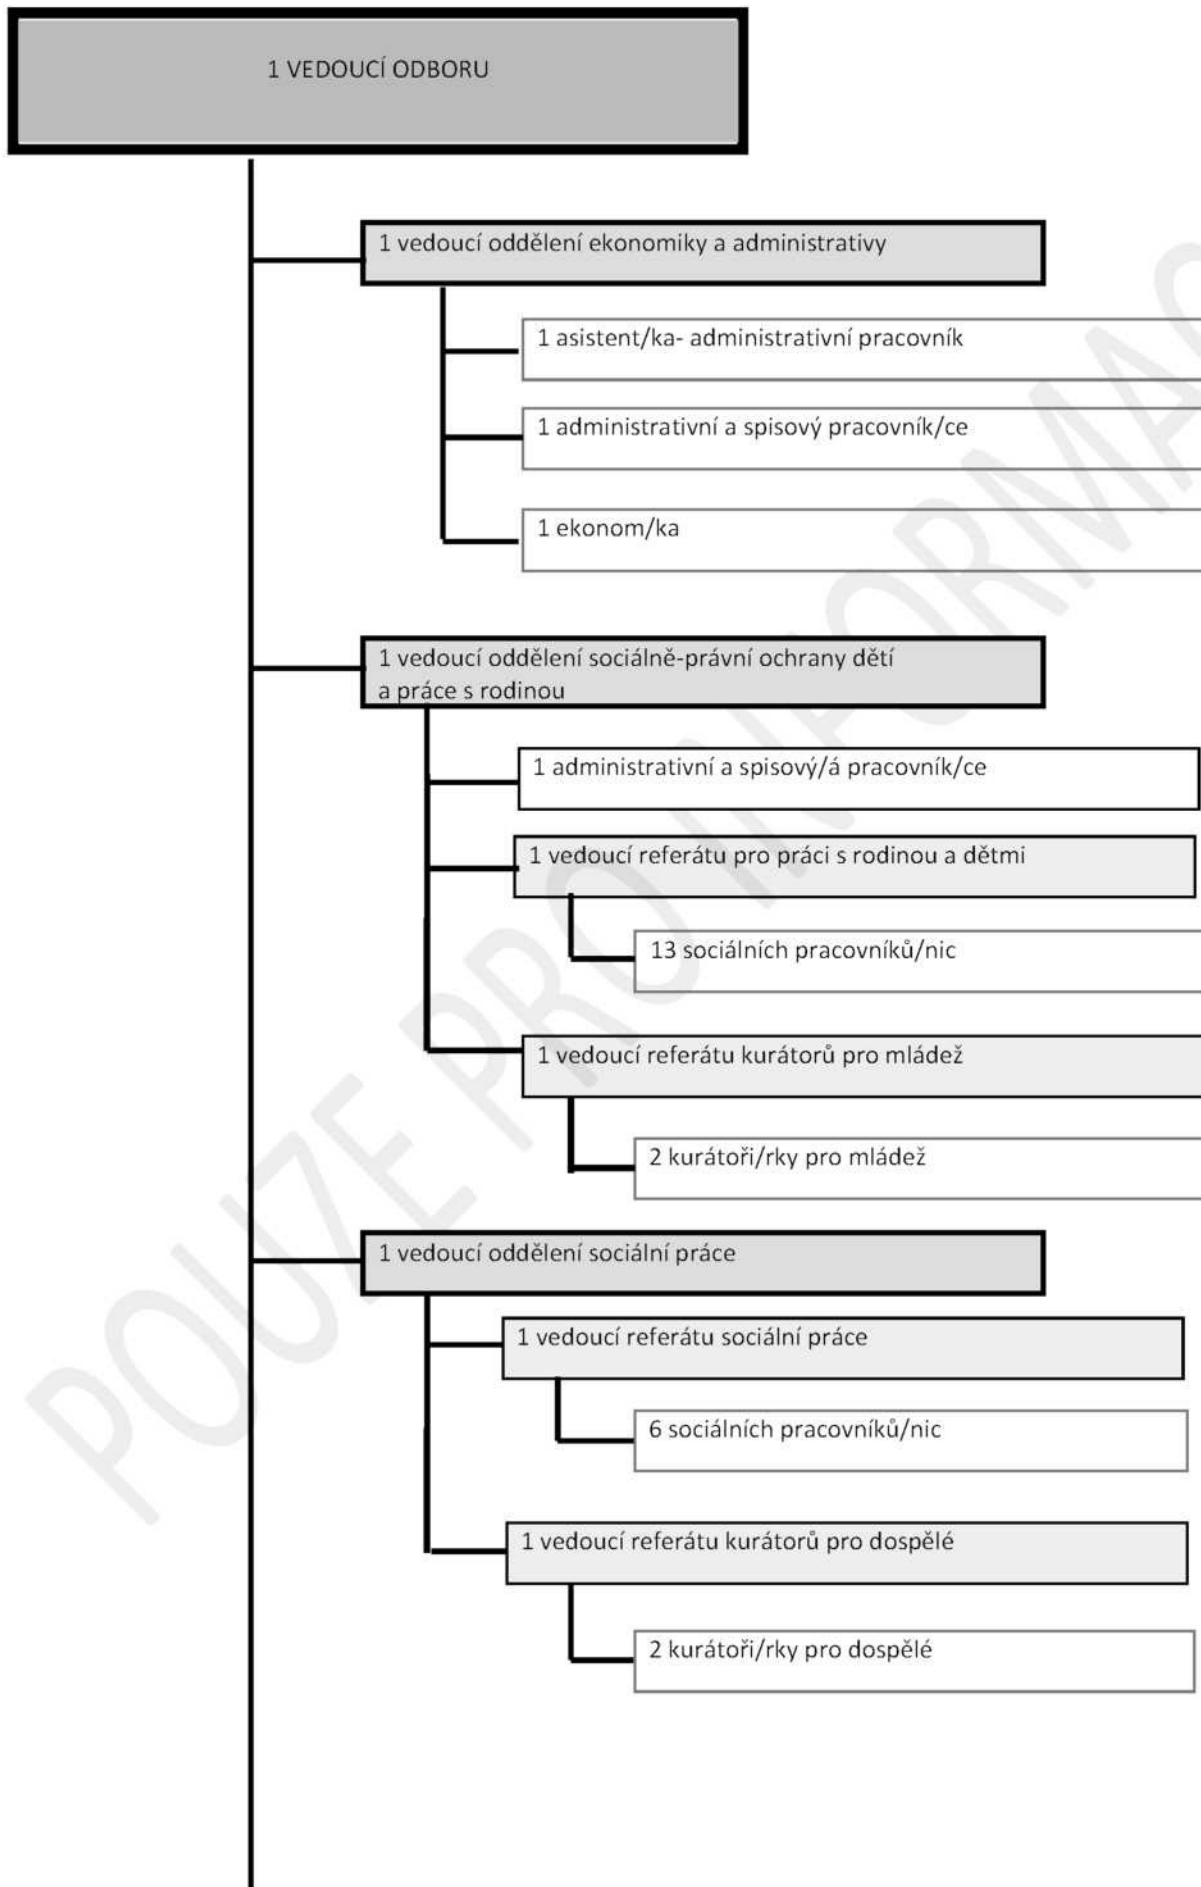 1 VEDOUCÍ ODBORU
1 vedoucí oddělení ekonomiky a administrativy
1 asistent/ka- administrativní pracovník
1 administrativní a spisový pracovník/ce
1 ekonom/ka
1 vedoucí oddělení sociálně-právní ochrany dětí
a práce s rodinou
1 administrativní a spisový/á pracovník/ce
1 vedoucí referátu pro práci s rodinou a dětmi
13 sociálních pracovníků/nic
1 vedoucí referátu kurátorů pro mládež
2 kurátoři/rky pro mládež
1 vedoucí oddělení sociální práce
1 vedoucí referátu sociální práce
6 sociálních pracovníků/nic
1 vedoucí referátu kurátorů pro dospělé
2 kurátoři/rky pro dospělé
POUZE PRO INFORMAC